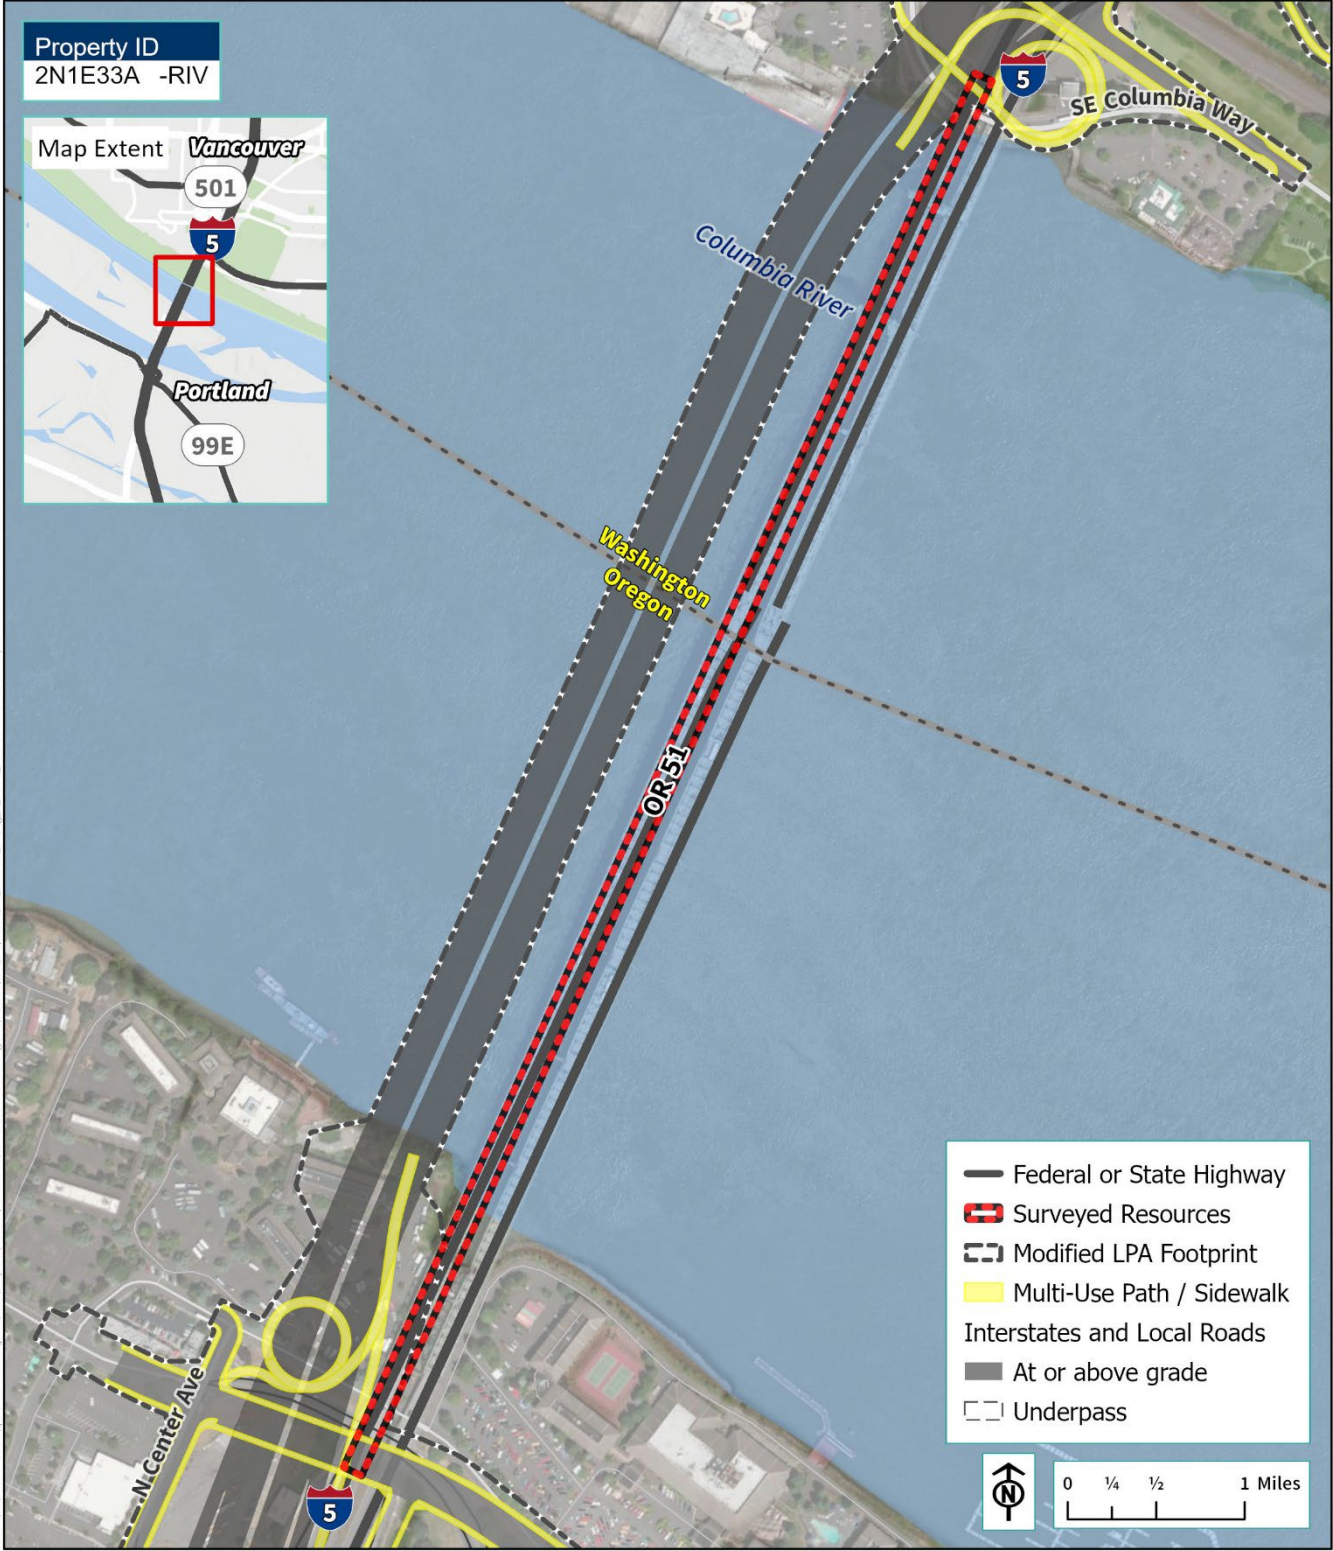 Property ID
2N1E33A -RIV
Map Extent
Vancouver
501
5
Portland
99E
5
SE Columbia Way
Columbia River
Washington
Oregon
OR 51
N Center Ave
5
Federal or State Highway
Surveyed Resources
Modified LPA Footprint
Multi-Use Path / Sidewalk
Interstates and Local Roads
At or above grade
Underpass
N
0 ¼ ½ 1 Miles